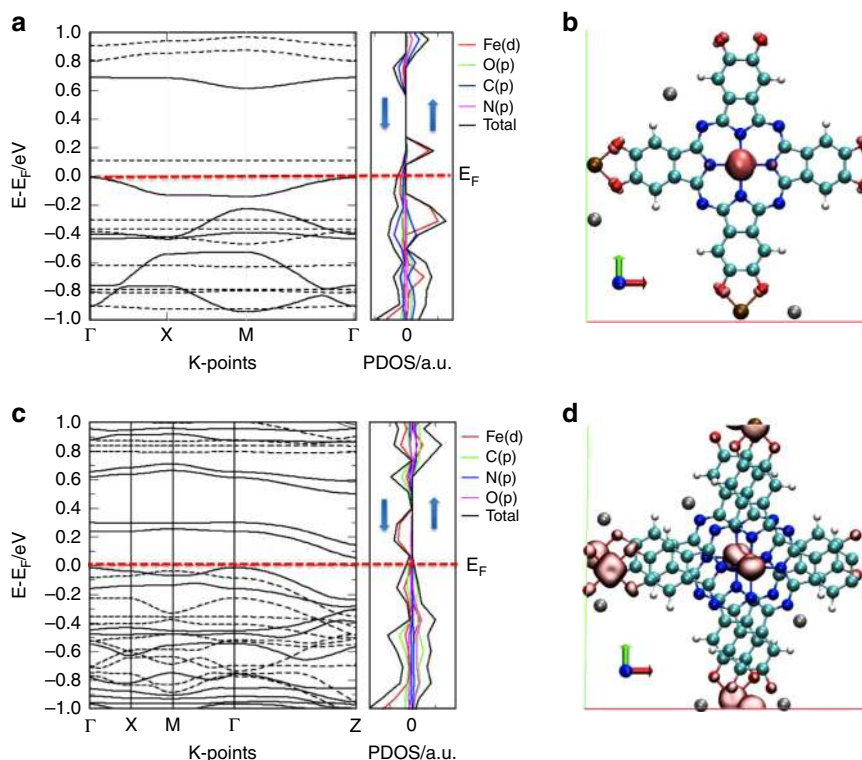 a
1.0
0.8
0.6
0.4
0.2
0.0
–0.2
–0.4
–0.6
–0.8
–1.0
E-E_F/eV
Γ X M Γ
K-points
0
PDOS/a.u.
Fe(d)
O(p)
C(p)
N(p)
Total
E_F
b
c
1.0
0.8
0.6
0.4
0.2
0.0
–0.2
–0.4
–0.6
–0.8
–1.0
E-E_F/eV
Γ X M Γ Z
K-points
0
PDOS/a.u.
Fe(d)
C(p)
N(p)
O(p)
Total
E_F
d